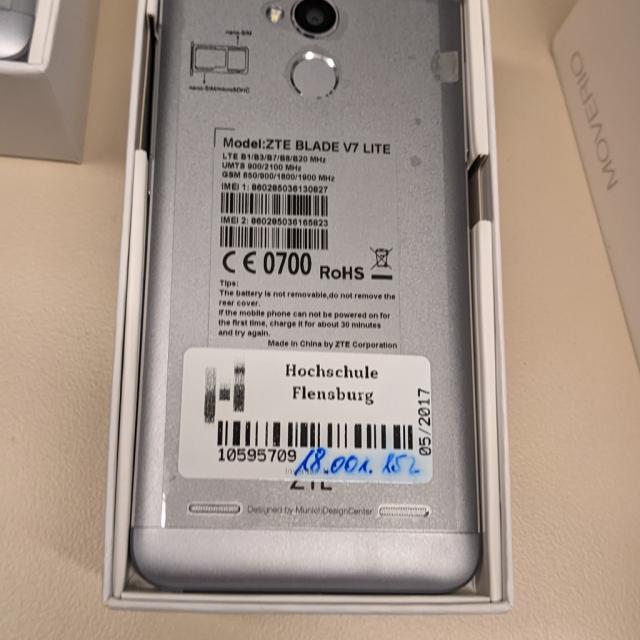 nano-SIM
nano-SIM/microSDHC
Model:ZTE BLADE V7 LITE
LTE B1/B3/B7/B8/B20 MHz
UMTS 900/2100 MHz
GSM 850/900/1800/1900 MHz
IMEI 1: 860285036130827
IMEI 2: 860285036165823
CE 0700 RoHS
Tips:
The battery is not removable,do not remove the
rear cover.
If the mobile phone can not be powered on for
the first time, charge it for about 30 minutes
and try again.
Made in China by ZTE Corporation
Hochschule
Flensburg
05/2017
10595709
18.001.152
ZTE
Designed by MunichDesignCenter
MOVERIO